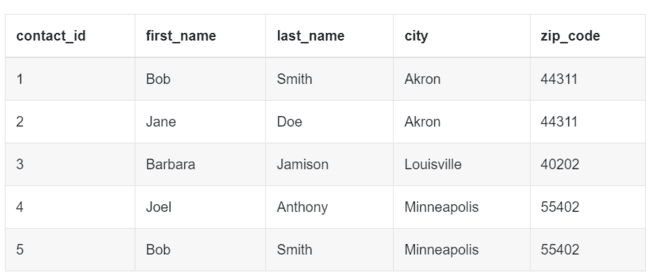 contact_id first_name last_name city zip_code
1 Bob Smith Akron 44311
2 Jane Doe Akron 44311
3 Barbara Jamison Louisville 40202
4 Joel Anthony Minneapolis 55402
5 Bob Smith Minneapolis 55402